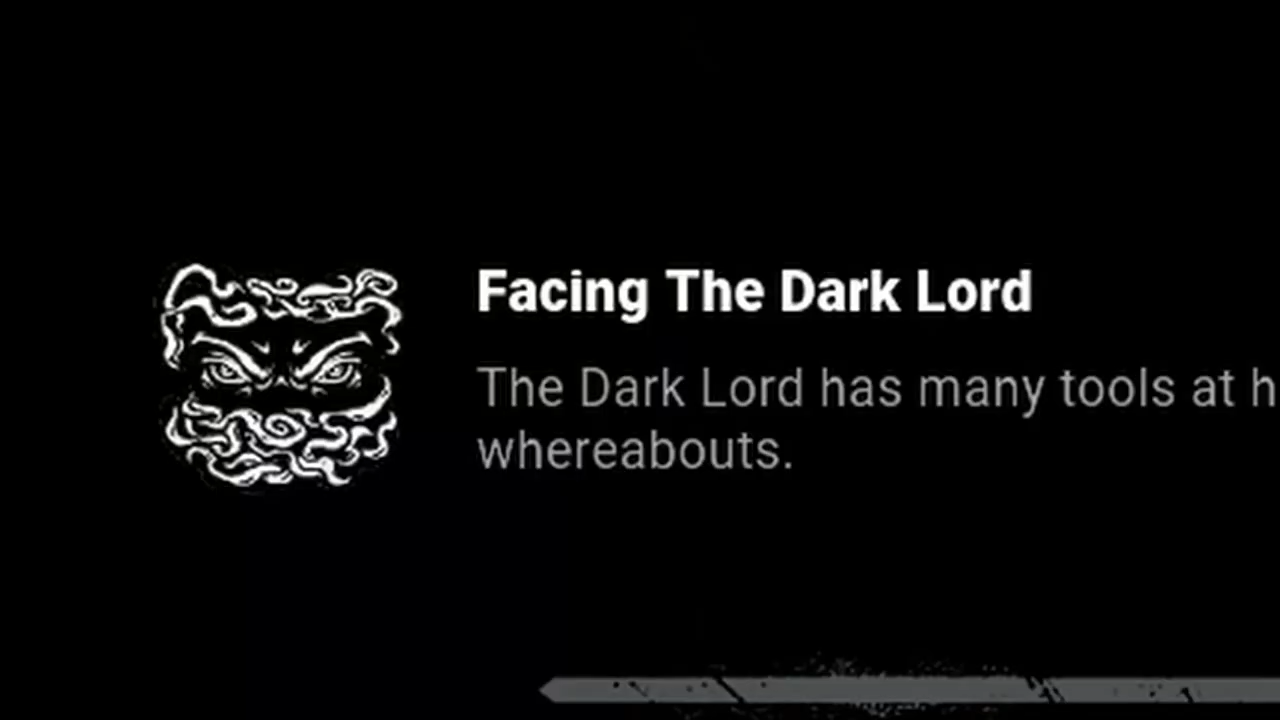 Facing The Dark Lord
The Dark Lord has many tools at h
whereabouts.